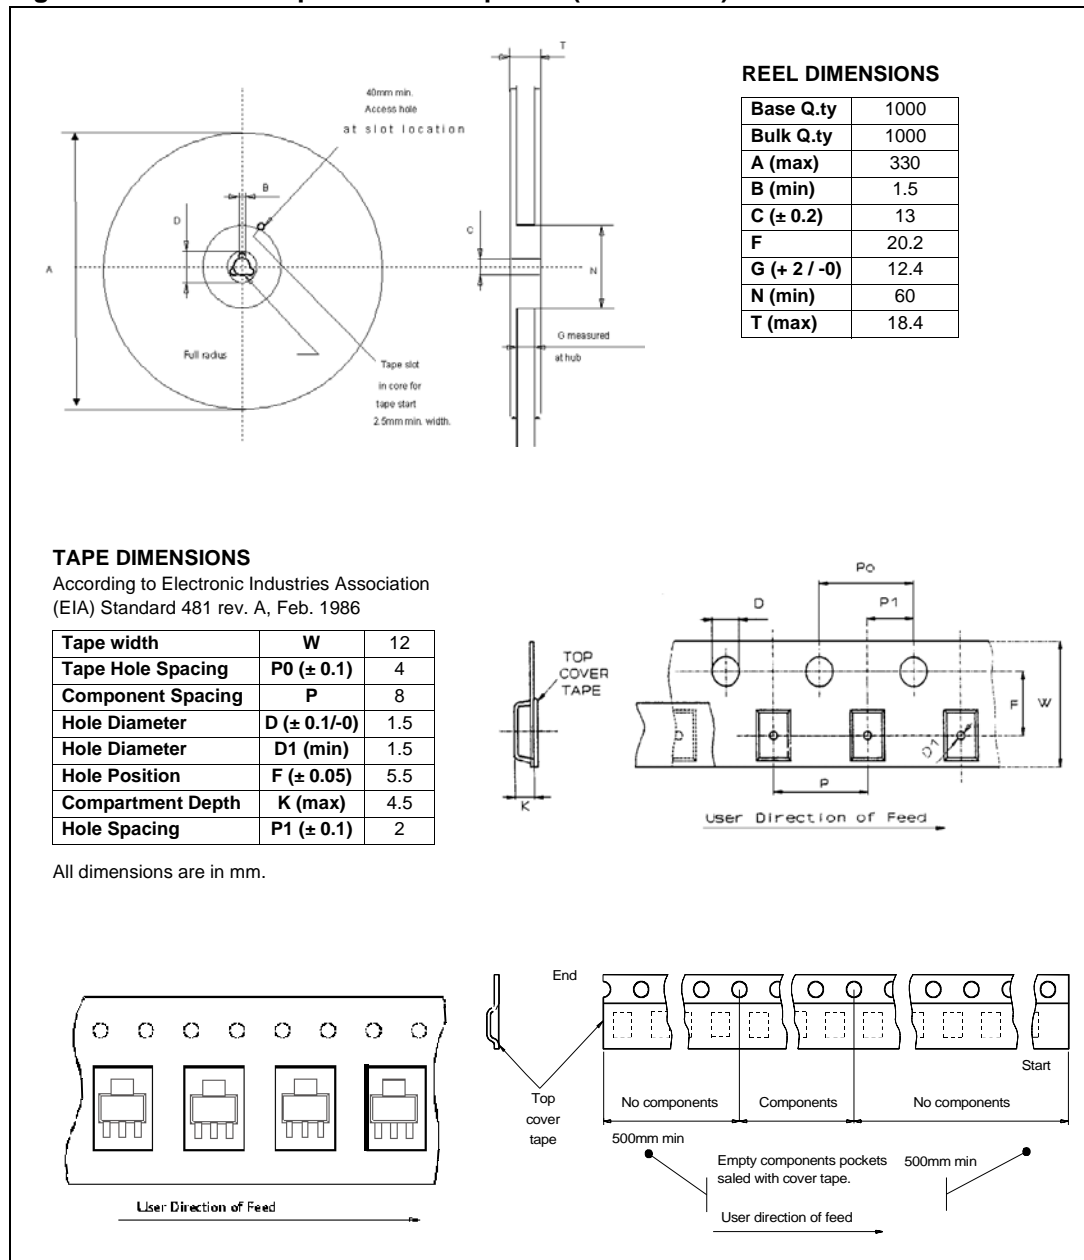 T
40mm min.
Access hole
at slot location
B
D
A
C
N
Full radius
G measured
at hub
Tape slot
in core for
tape start
2.5mm min. width.
REEL DIMENSIONS
Base Q.ty 1000
Bulk Q.ty 1000
A (max) 330
B (min) 1.5
C (± 0.2) 13
F 20.2
G (+ 2 / -0) 12.4
N (min) 60
T (max) 18.4
TAPE DIMENSIONS
According to Electronic Industries Association
(EIA) Standard 481 rev. A, Feb. 1986
Tape width W 12
Tape Hole Spacing P0 (± 0.1) 4
Component Spacing P 8
Hole Diameter D (± 0.1/-0) 1.5
Hole Diameter D1 (min) 1.5
Hole Position F (± 0.05) 5.5
Compartment Depth K (max) 4.5
Hole Spacing P1 (± 0.1) 2
All dimensions are in mm.
Po
D
P1
TOP
COVER
TAPE
F
W
D1
K
P
User Direction of Feed
User Direction of Feed
End
Start
Top
cover
tape
No components
Components
No components
500mm min
Empty components pockets
saled with cover tape.
500mm min
User direction of feed